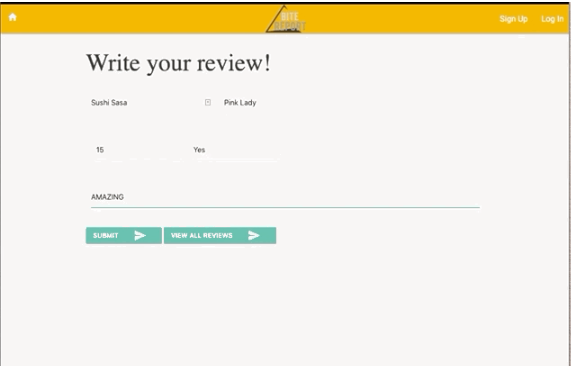 BITE
REPORT
Sign Up Log In
Write your review!
Sushi Sasa Pink Lady
15 Yes
AMAZING
SUBMIT VIEW ALL REVIEWS